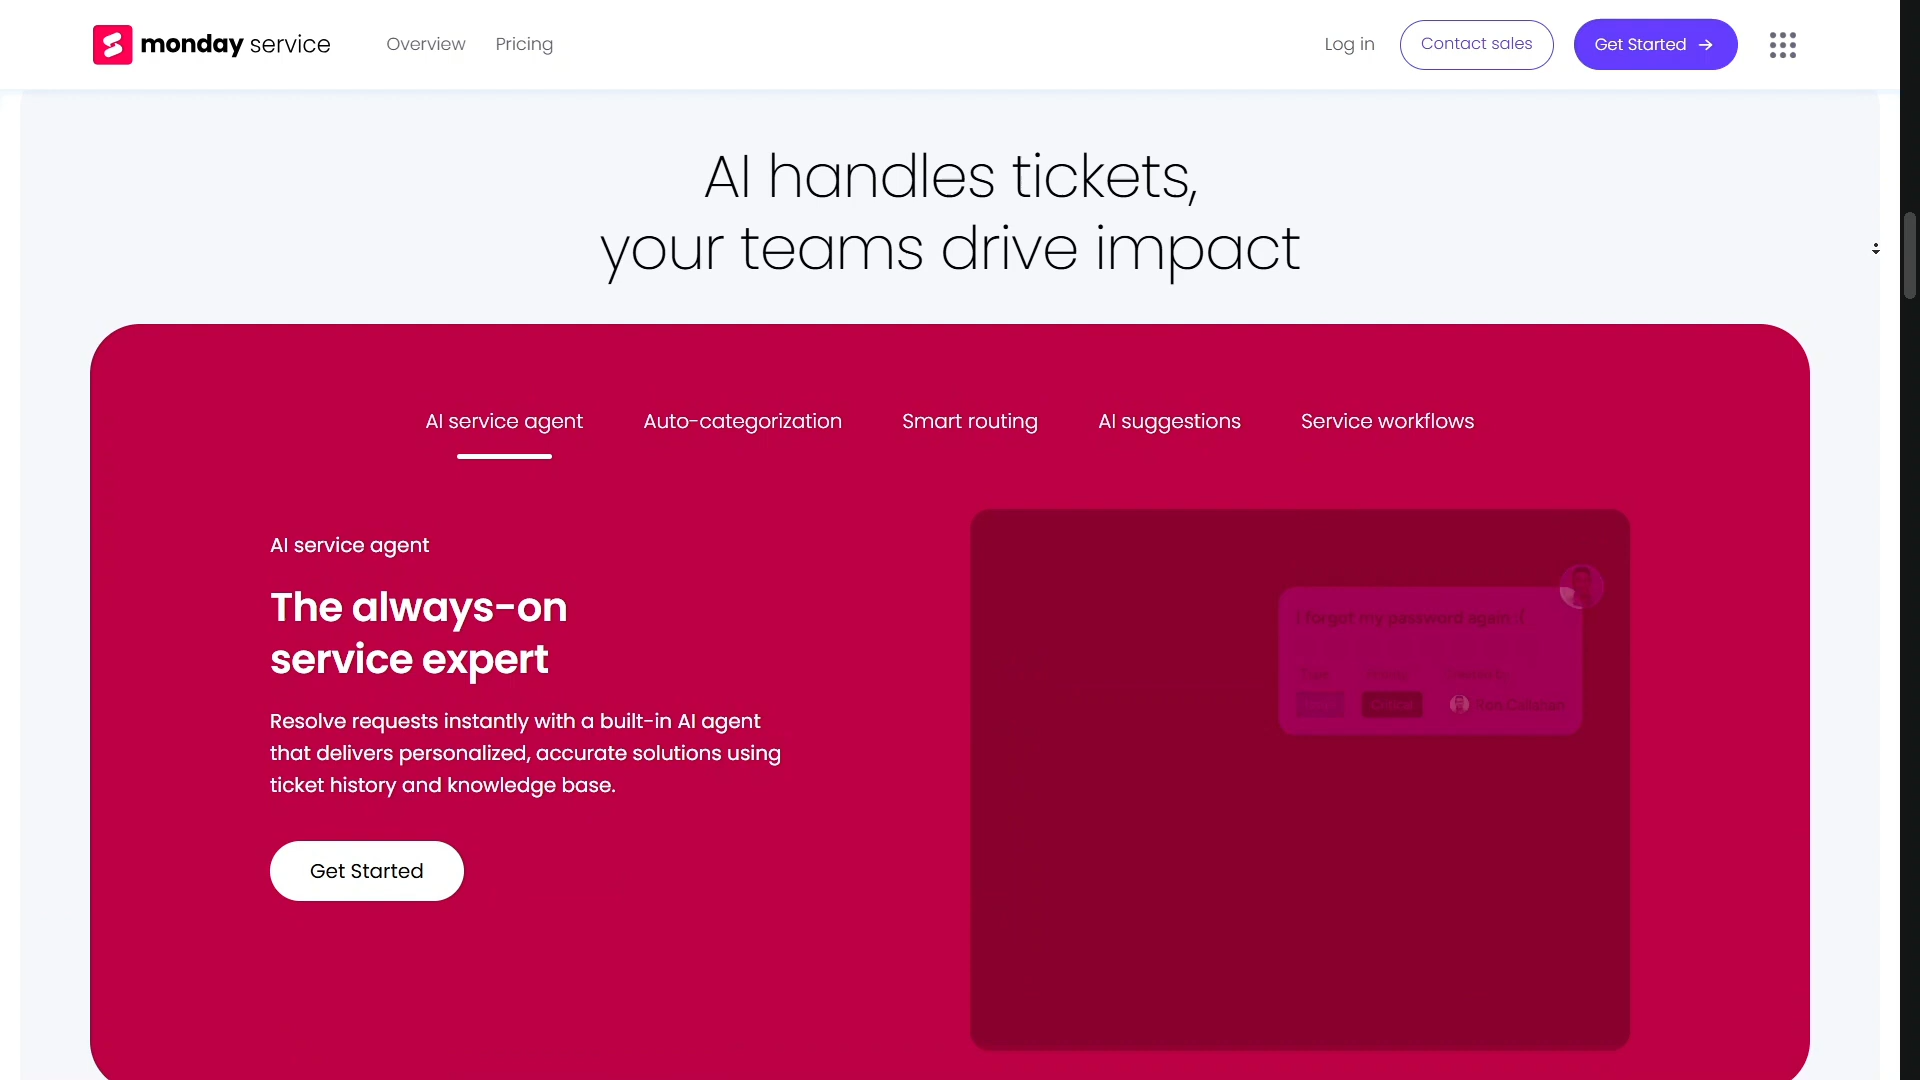 monday service
Overview
Pricing
Log in
Contact sales
Get Started
AI handles tickets,
your teams drive impact
AI service agent
Auto-categorization
Smart routing
AI suggestions
Service workflows
AI service agent
The always-on
service expert
Resolve requests instantly with a built-in AI agent
that delivers personalized, accurate solutions using
ticket history and knowledge base.
Get Started
I forgot my password again :(
Critical
Ron Callahan